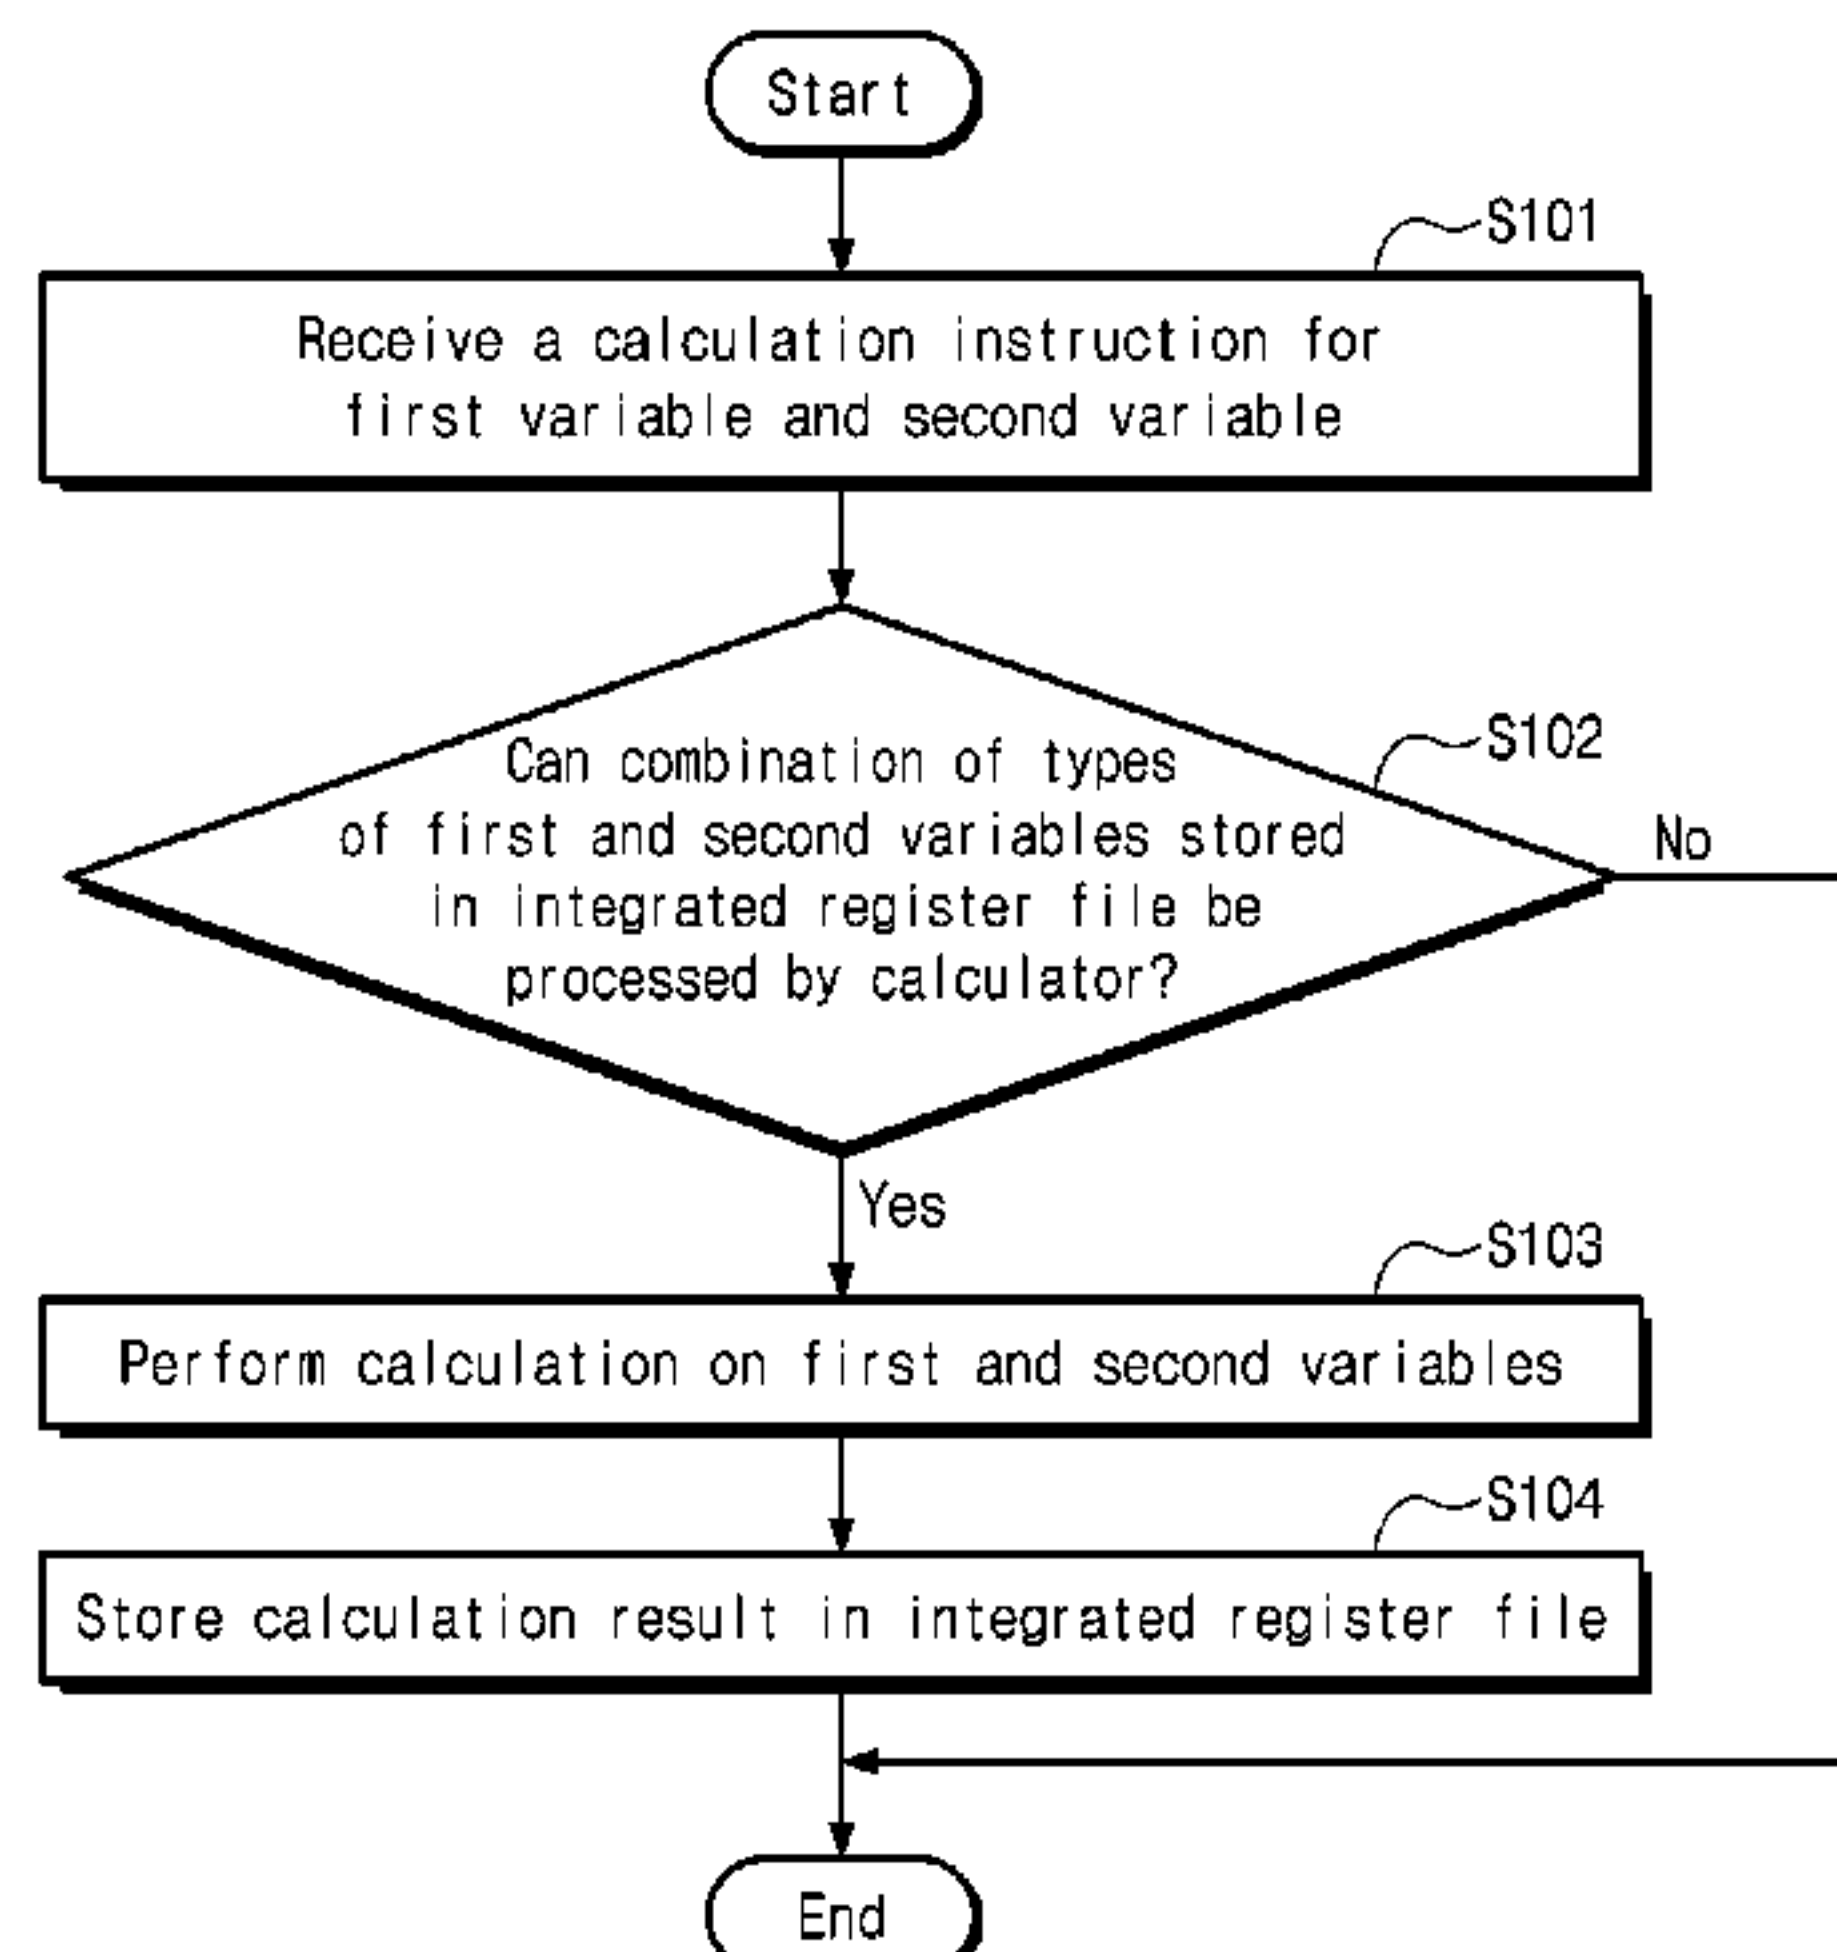 Start
S101
Receive a calculation instruction for
first variable and second variable
S102
Can combination of types
of first and second variables stored
in integrated register file be
processed by calculator?
No
Yes
S103
Perform calculation on first and second variables
S104
Store calculation result in integrated register file
End